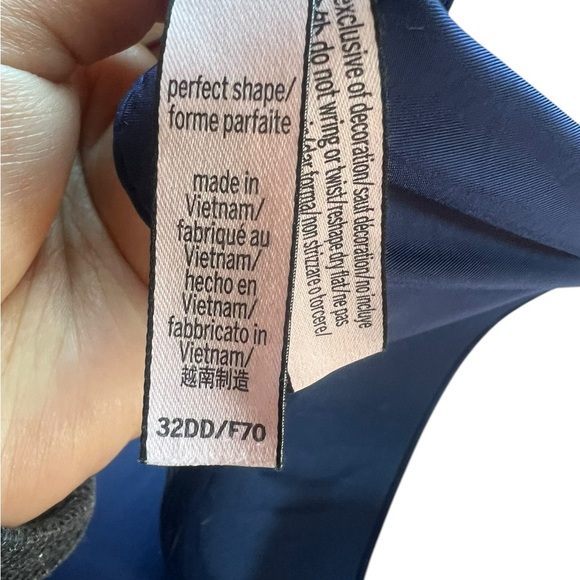 perfect shape/
forme parfaite
made in
Vietnam/
fabriqué au
Vietnam/
hecho en
Vietnam/
fabbricato in
Vietnam/
越南制造
32DD/F70
exclusive of decoration/sauf décoration/no incluye
do not wring or twist/reshape dry flat/ne pas
dar forma/non strizzare o torcere/